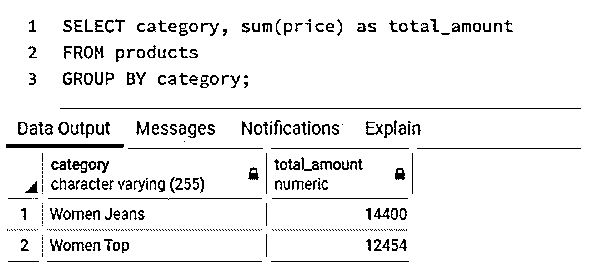 1 SELECT category, sum(price) as total_amount
2 FROM products
3 GROUP BY category;
Data Output Messages Notifications Explain
category total_amount
character varying (255) numeric
1 Women Jeans 14400
2 Women Top 12454